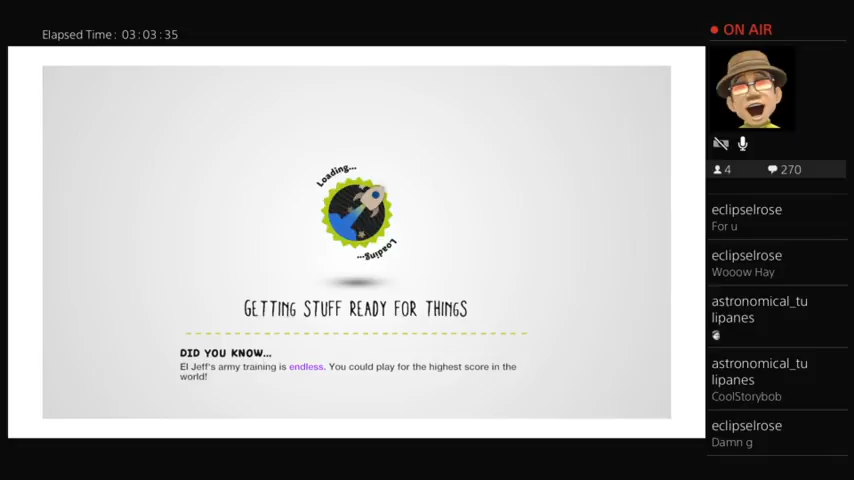 Elapsed Time: 03:03:35
ON AIR
4
270
Loading...
Loading...
GETTING STUFF READY FOR THINGS
DID YOU KNOW...
El Jeff's army training is endless. You could play for the highest score in the
world!
eclipselrose
For u
eclipselrose
Wooow Hay
astronomical_tu
lipanes
astronomical_tu
lipanes
CoolStorybob
eclipselrose
Damn g